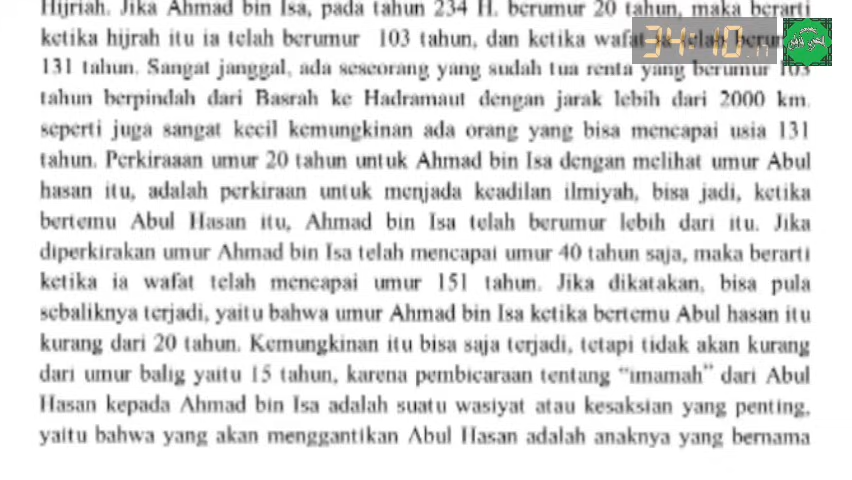 Hijriah. Jika Ahmad bin Isa, pada tahun 234 H. berumur 20 tahun, maka berarti
ketika hijrah itu ia telah berumur 103 tahun, dan ketika wafat ia telah
34:10
131 tahun. Sangat janggal, ada seseorang yang sudah tua renta yang berumur 103
tahun berpindah dari Basrah ke Hadramaut dengan jarak lebih dari 2000 km.
seperti juga sangat kecil kemungkinan ada orang yang bisa mencapai usia 131
tahun. Perkiraaan umur 20 tahun untuk Ahmad bin Isa dengan melihat umur Abul
hasan itu, adalah perkiraan untuk menjada keadilan ilmiyah, bisa jadi, ketika
bertemu Abul Hasan itu, Ahmad bin Isa telah berumur lebih dari itu. Jika
diperkirakan umur Ahmad bin Isa telah mencapai umur 40 tahun saja, maka berarti
ketika ia wafat telah mencapai umur 151 tahun. Jika dikatakan, bisa pula
sebaliknya terjadi, yaitu bahwa umur Ahmad bin Isa ketika bertemu Abul hasan itu
kurang dari 20 tahun. Kemungkinan itu bisa saja terjadi, tetapi tidak akan kurang
dari umur balig yaitu 15 tahun, karena pembicaraan tentang “imamah” dari Abul
Hasan kepada Ahmad bin Isa adalah suatu wasiyat atau kesaksian yang penting,
yaitu bahwa yang akan menggantikan Abul Hasan adalah anaknya yang bernama